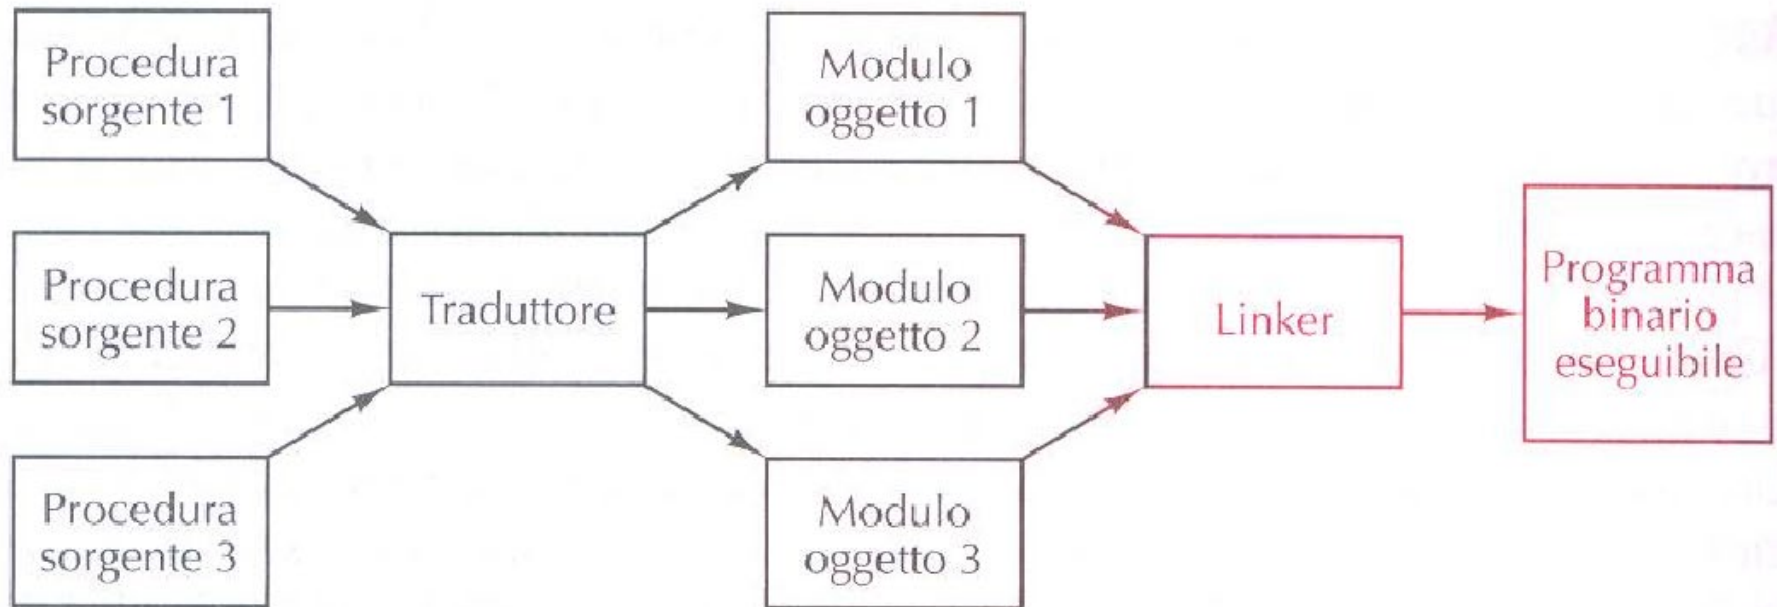 Procedura
sorgente 1
Procedura
sorgente 2
Procedura
sorgente 3
Traduttore
Modulo
oggetto 1
Modulo
oggetto 2
Modulo
oggetto 3
Linker
Programma
binario
eseguibile